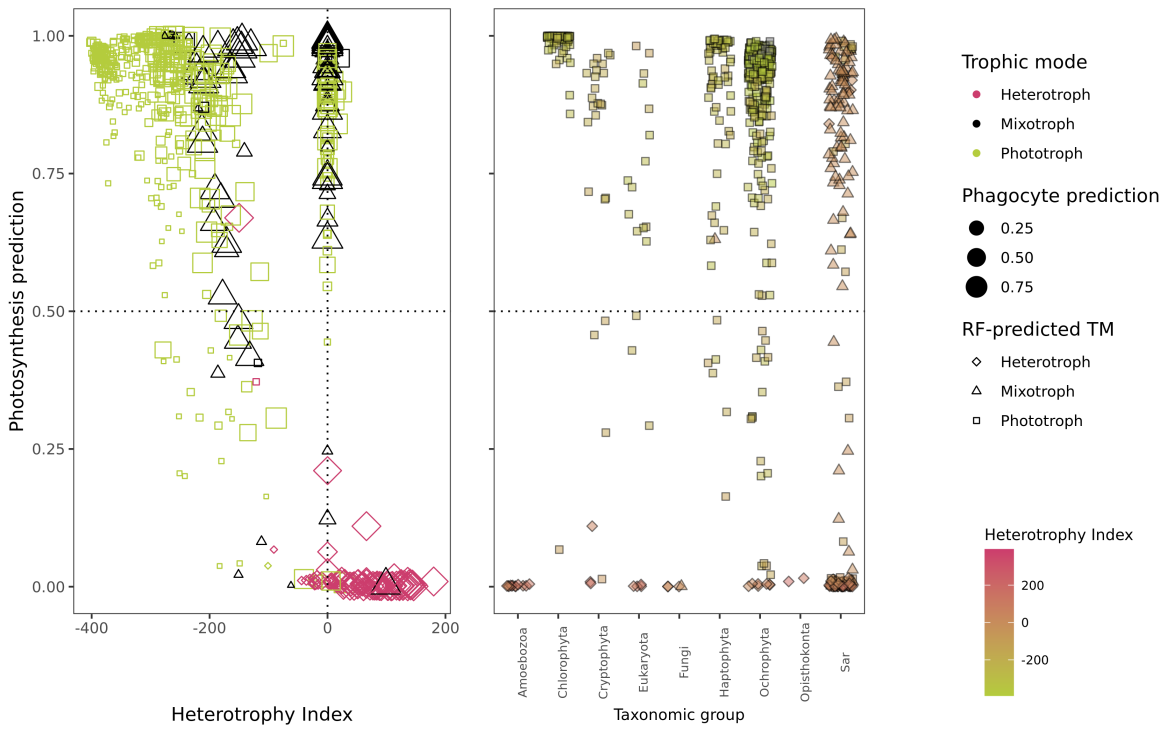 Photosynthesis prediction
1.00
0.75
0.50
0.25
0.00
-400
-200
0
200
Heterotrophy Index
Amoebozoa
Chlorophyta
Cryptophyta
Eukaryota
Fungi
Haptophyta
Ochrophyta
Opisthokonta
Sar
Taxonomic group
Trophic mode
Heterotroph
Mixotroph
Phototroph
Phagocyte prediction
0.25
0.50
0.75
RF-predicted TM
Heterotroph
Mixotroph
Phototroph
Heterotrophy Index
200
0
-200